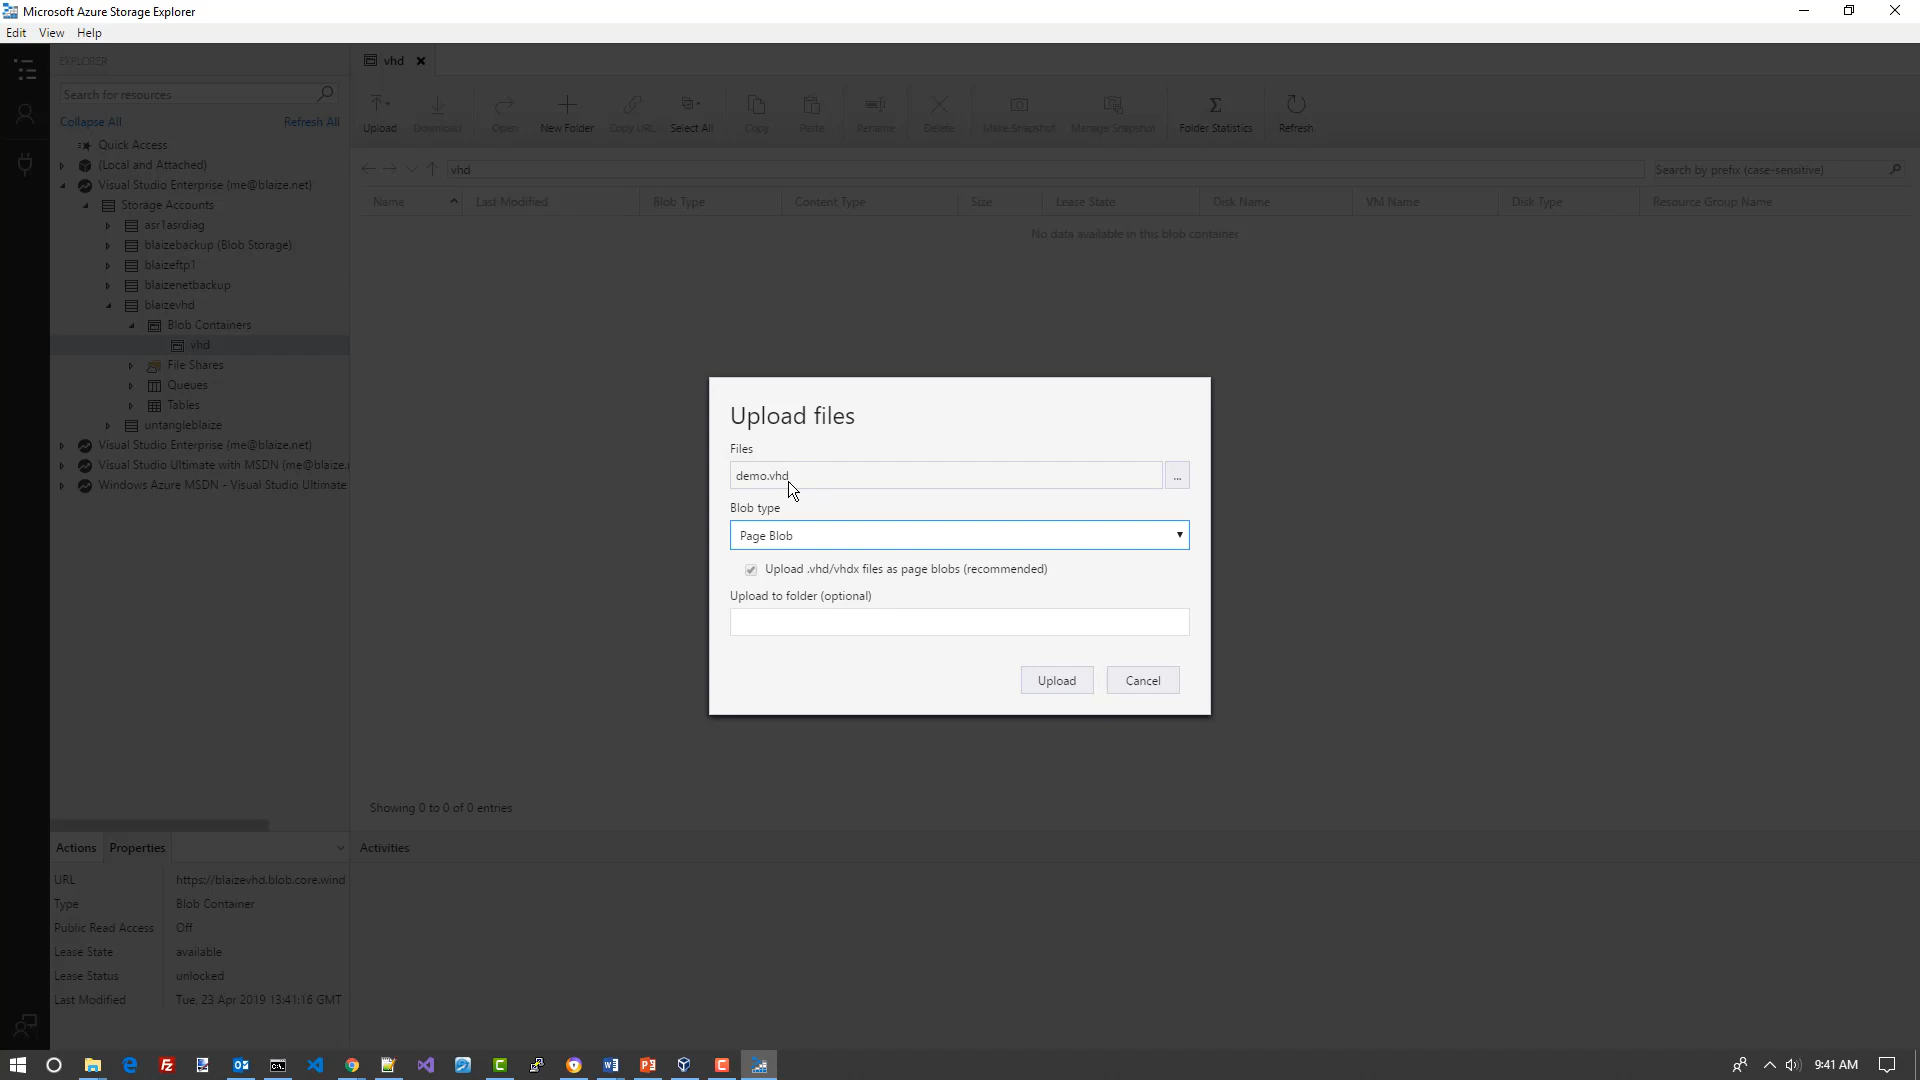 Microsoft Azure Storage Explorer
Edit View Help
EXPLORER
Search for resources
Collapse All Refresh All
Quick Access
(Local and Attached)
Visual Studio Enterprise (me@blaize.net)
Storage Accounts
asr1asrdiag
blaizebackup (Blob Storage)
blaizeftp1
blaizenetbackup
blaizevhd
Blob Containers
vhd
File Shares
Queues
Tables
untangleblaize
Visual Studio Enterprise (me@blaize.net)
Visual Studio Ultimate with MSDN (me@blaize.
Windows Azure MSDN - Visual Studio Ultimate
Actions Properties
URL https://blaizevhd.blob.core.wind
Type Blob Container
Public Read Access Off
Lease State available
Lease Status unlocked
Last Modified Tue, 23 Apr 2019 13:41:16 GMT
vhd
Upload Download Open New Folder Copy URL Select All Copy Paste Rename Delete Make Snapshot Manage Snapshot Folder Statistics Refresh
vhd Search by prefix (case-sensitive)
Name Last Modified Blob Type Content Type Size Lease State Disk Name VM Name Disk Type Resource Group Name
No data available in this blob container
Upload files
Files
demo.vhd ...
Blob type
Page Blob
Upload .vhd/vhdx files as page blobs (recommended)
Upload to folder (optional)
Upload Cancel
Showing 0 to 0 of 0 entries
Activities
9:41 AM